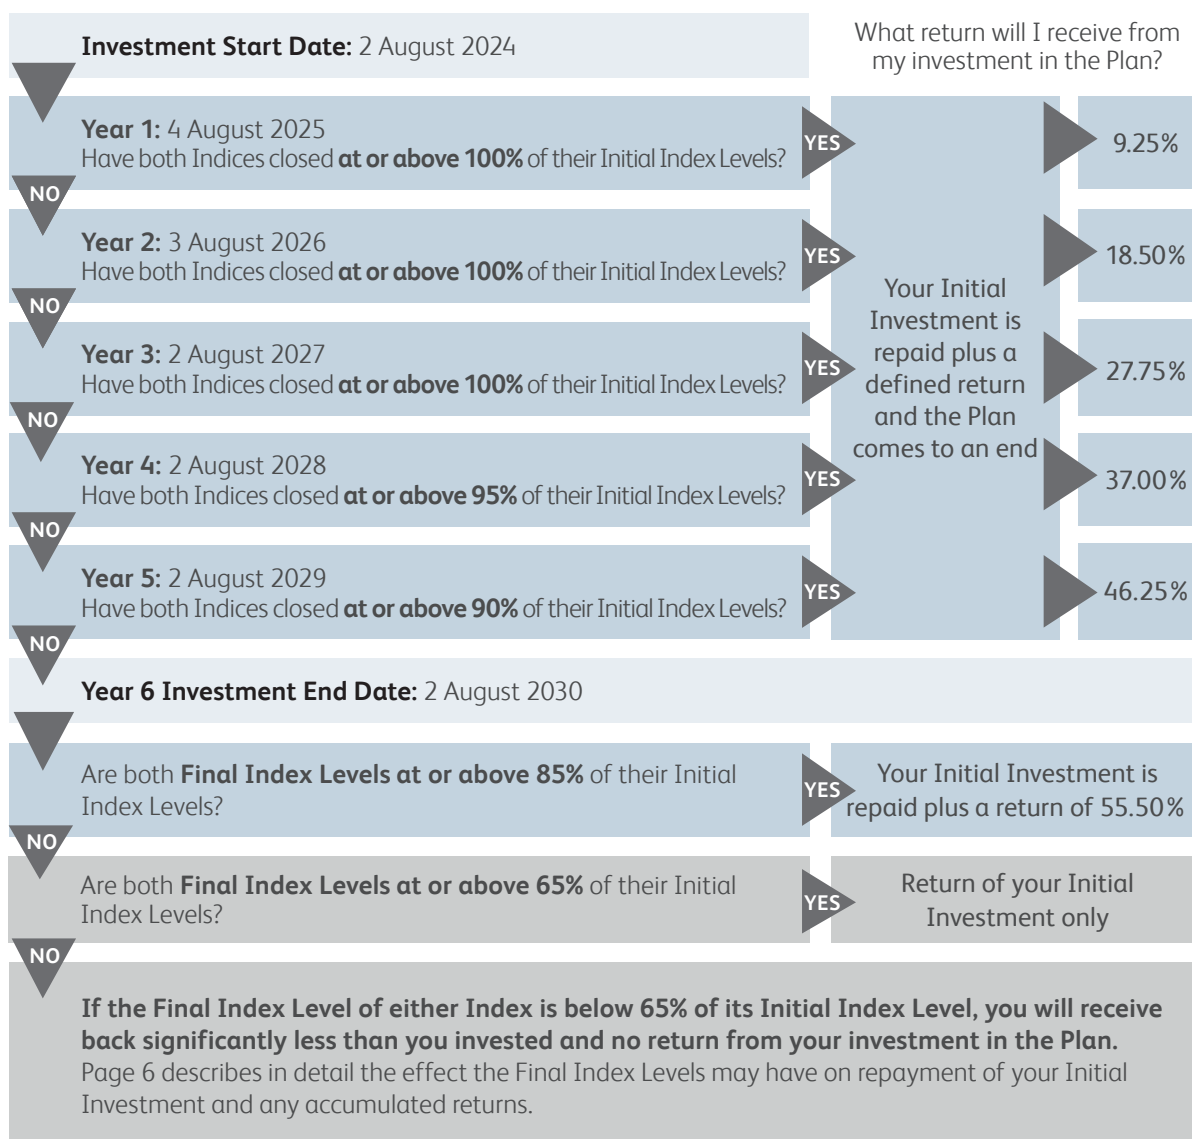 Investment Start Date: 2 August 2024
What return will I receive from
my investment in the Plan?
Year 1: 4 August 2025
Have both Indices closed at or above 100% of their Initial Index Levels?
YES
9.25%
NO
Year 2: 3 August 2026
Have both Indices closed at or above 100% of their Initial Index Levels?
YES
18.50%
NO
Year 3: 2 August 2027
Have both Indices closed at or above 100% of their Initial Index Levels?
YES
27.75%
NO
Year 4: 2 August 2028
Have both Indices closed at or above 95% of their Initial Index Levels?
YES
37.00%
NO
Year 5: 2 August 2029
Have both Indices closed at or above 90% of their Initial Index Levels?
YES
46.25%
Your Initial
Investment is
repaid plus a
defined return
and the Plan
comes to an end
NO
Year 6 Investment End Date: 2 August 2030
Are both Final Index Levels at or above 85% of their Initial
Index Levels?
YES
Your Initial Investment is
repaid plus a return of 55.50%
NO
Are both Final Index Levels at or above 65% of their Initial
Index Levels?
YES
Return of your Initial
Investment only
NO
If the Final Index Level of either Index is below 65% of its Initial Index Level, you will receive
back significantly less than you invested and no return from your investment in the Plan.
Page 6 describes in detail the effect the Final Index Levels may have on repayment of your Initial
Investment and any accumulated returns.